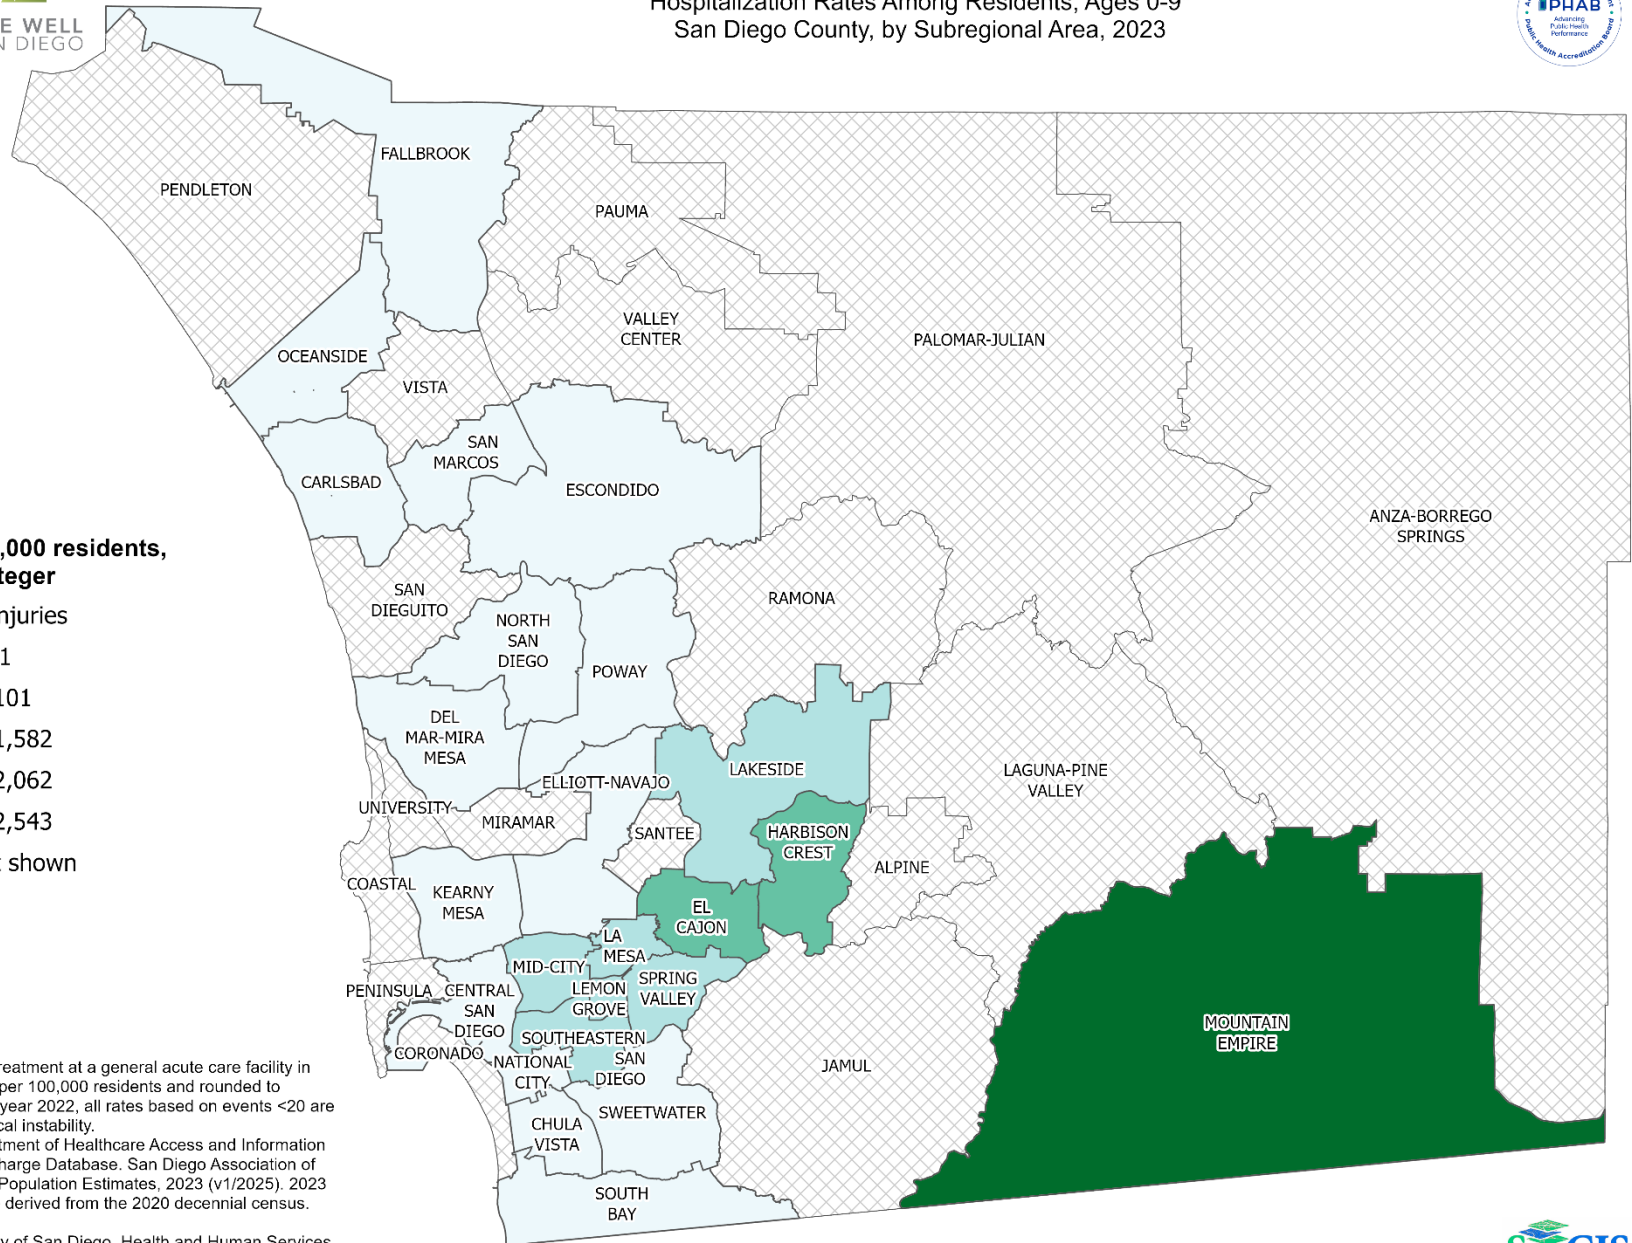 E WELL
N DIEGO
Hospitalization Rates Among Residents, Ages 0-9
San Diego County, by Subregional Area, 2023
PHAB
Advancing
Public Health
Performance
Public Health Accreditation Board
FALLBROOK
PENDLETON
PAUMA
VALLEY
CENTER
PALOMAR-JULIAN
OCEANSIDE
VISTA
SAN
MARCOS
CARLSBAD
ESCONDIDO
ANZA-BORREGO
SPRINGS
,000 residents,
teger
njuries
1
101
1,582
2,062
2,543
t shown
SAN
DIEGUITO
RAMONA
NORTH
SAN
DIEGO
POWAY
DEL
MAR-MIRA
MESA
ELLIOTT-NAVAJO
LAKESIDE
LAGUNA-PINE
VALLEY
UNIVERSITY
MIRAMAR
SANTEE
HARBISON
CREST
ALPINE
COASTAL
KEARNY
MESA
EL
CAJON
LA
MESA
MID-CITY
SPRING
VALLEY
LEMON
GROVE
PENINSULA
CENTRAL
SAN
DIEGO
MOUNTAIN
EMPIRE
SOUTHEASTERN
SAN
DIEGO
CORONADO
NATIONAL
CITY
JAMUL
SWEETWATER
CHULA
VISTA
SOUTH
BAY
reatment at a general acute care facility in
per 100,000 residents and rounded to
year 2022, all rates based on events <20 are
cal instability.
tment of Healthcare Access and Information
harge Database. San Diego Association of
Population Estimates, 2023 (v1/2025). 2023
derived from the 2020 decennial census.
y of San Diego, Health and Human Services